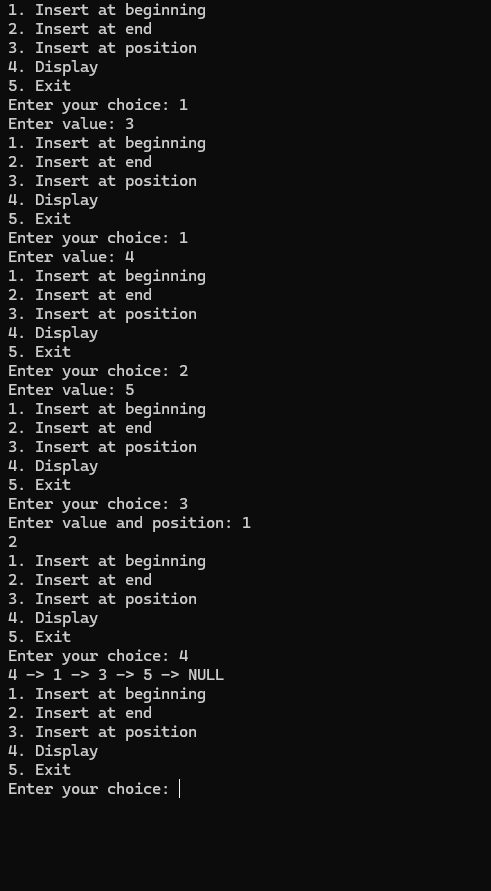 1. Insert at beginning
2. Insert at end
3. Insert at position
4. Display
5. Exit
Enter your choice: 1
Enter value: 3
1. Insert at beginning
2. Insert at end
3. Insert at position
4. Display
5. Exit
Enter your choice: 1
Enter value: 4
1. Insert at beginning
2. Insert at end
3. Insert at position
4. Display
5. Exit
Enter your choice: 2
Enter value: 5
1. Insert at beginning
2. Insert at end
3. Insert at position
4. Display
5. Exit
Enter your choice: 3
Enter value and position: 1
2
1. Insert at beginning
2. Insert at end
3. Insert at position
4. Display
5. Exit
Enter your choice: 4
4 -> 1 -> 3 -> 5 -> NULL
1. Insert at beginning
2. Insert at end
3. Insert at position
4. Display
5. Exit
Enter your choice: